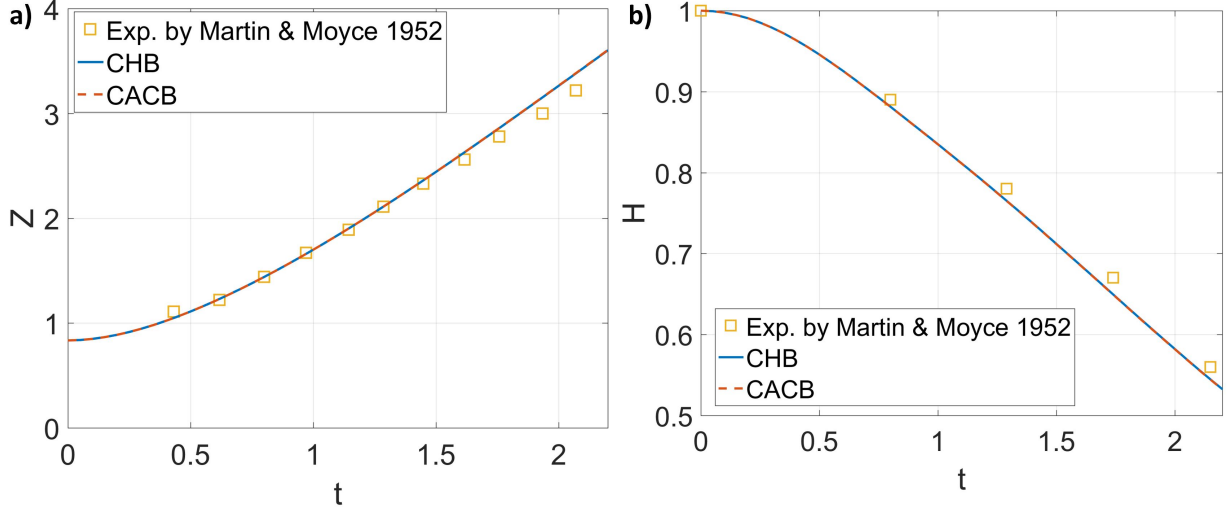 a)
4
3
2
1
0
Z
Exp. by Martin & Moyce 1952
CHB
CACB
0 0.5 1 1.5 2
t
b)
1
0.9
0.8
0.7
0.6
0.5
H
Exp. by Martin & Moyce 1952
CHB
CACB
0 0.5 1 1.5 2
t